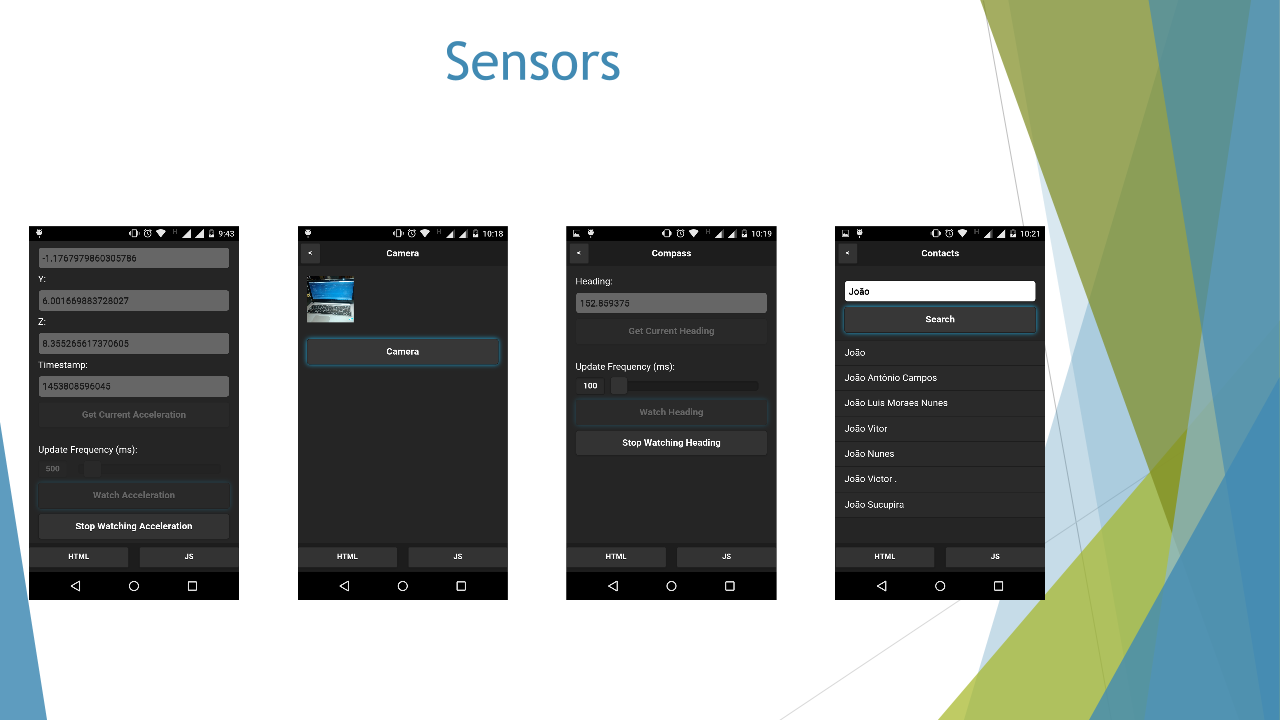 Sensors
H 9:43
-1.1767979860305786
Y:
6.001669883728027
Z:
8.355265617370605
Timestamp:
1453808596045
Get Current Acceleration
Update Frequency (ms):
500
Watch Acceleration
Stop Watching Acceleration
HTML JS
H 10:18
< Camera
Camera
HTML JS
H 10:19
< Compass
Heading:
152.859375
Get Current Heading
Update Frequency (ms):
100
Watch Heading
Stop Watching Heading
HTML JS
H 10:21
< Contacts
João
Search
João
João Antônio Campos
João Luis Moraes Nunes
João Vitor
João Nunes
João Victor .
João Sucupira
HTML JS